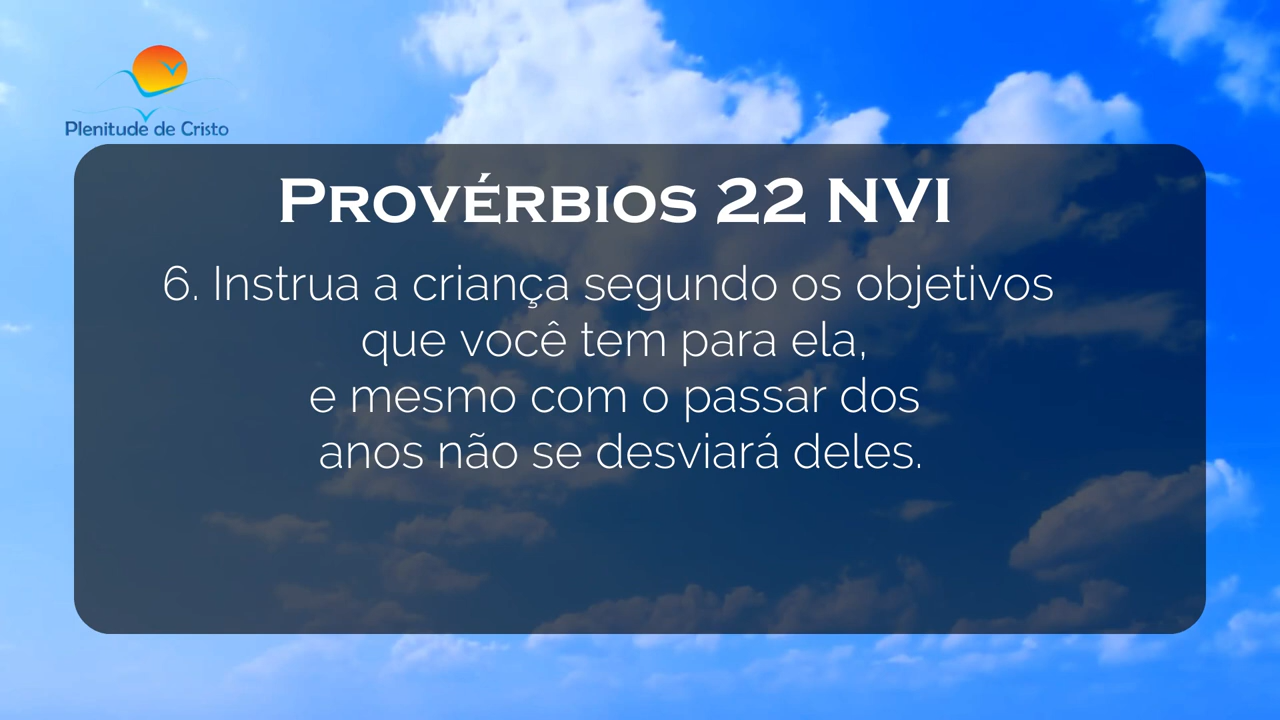 Plenitude de Cristo
Provérbios 22 NVI
6. Instrua a criança segundo os objetivos
que você tem para ela,
e mesmo com o passar dos
anos não se desviará deles.